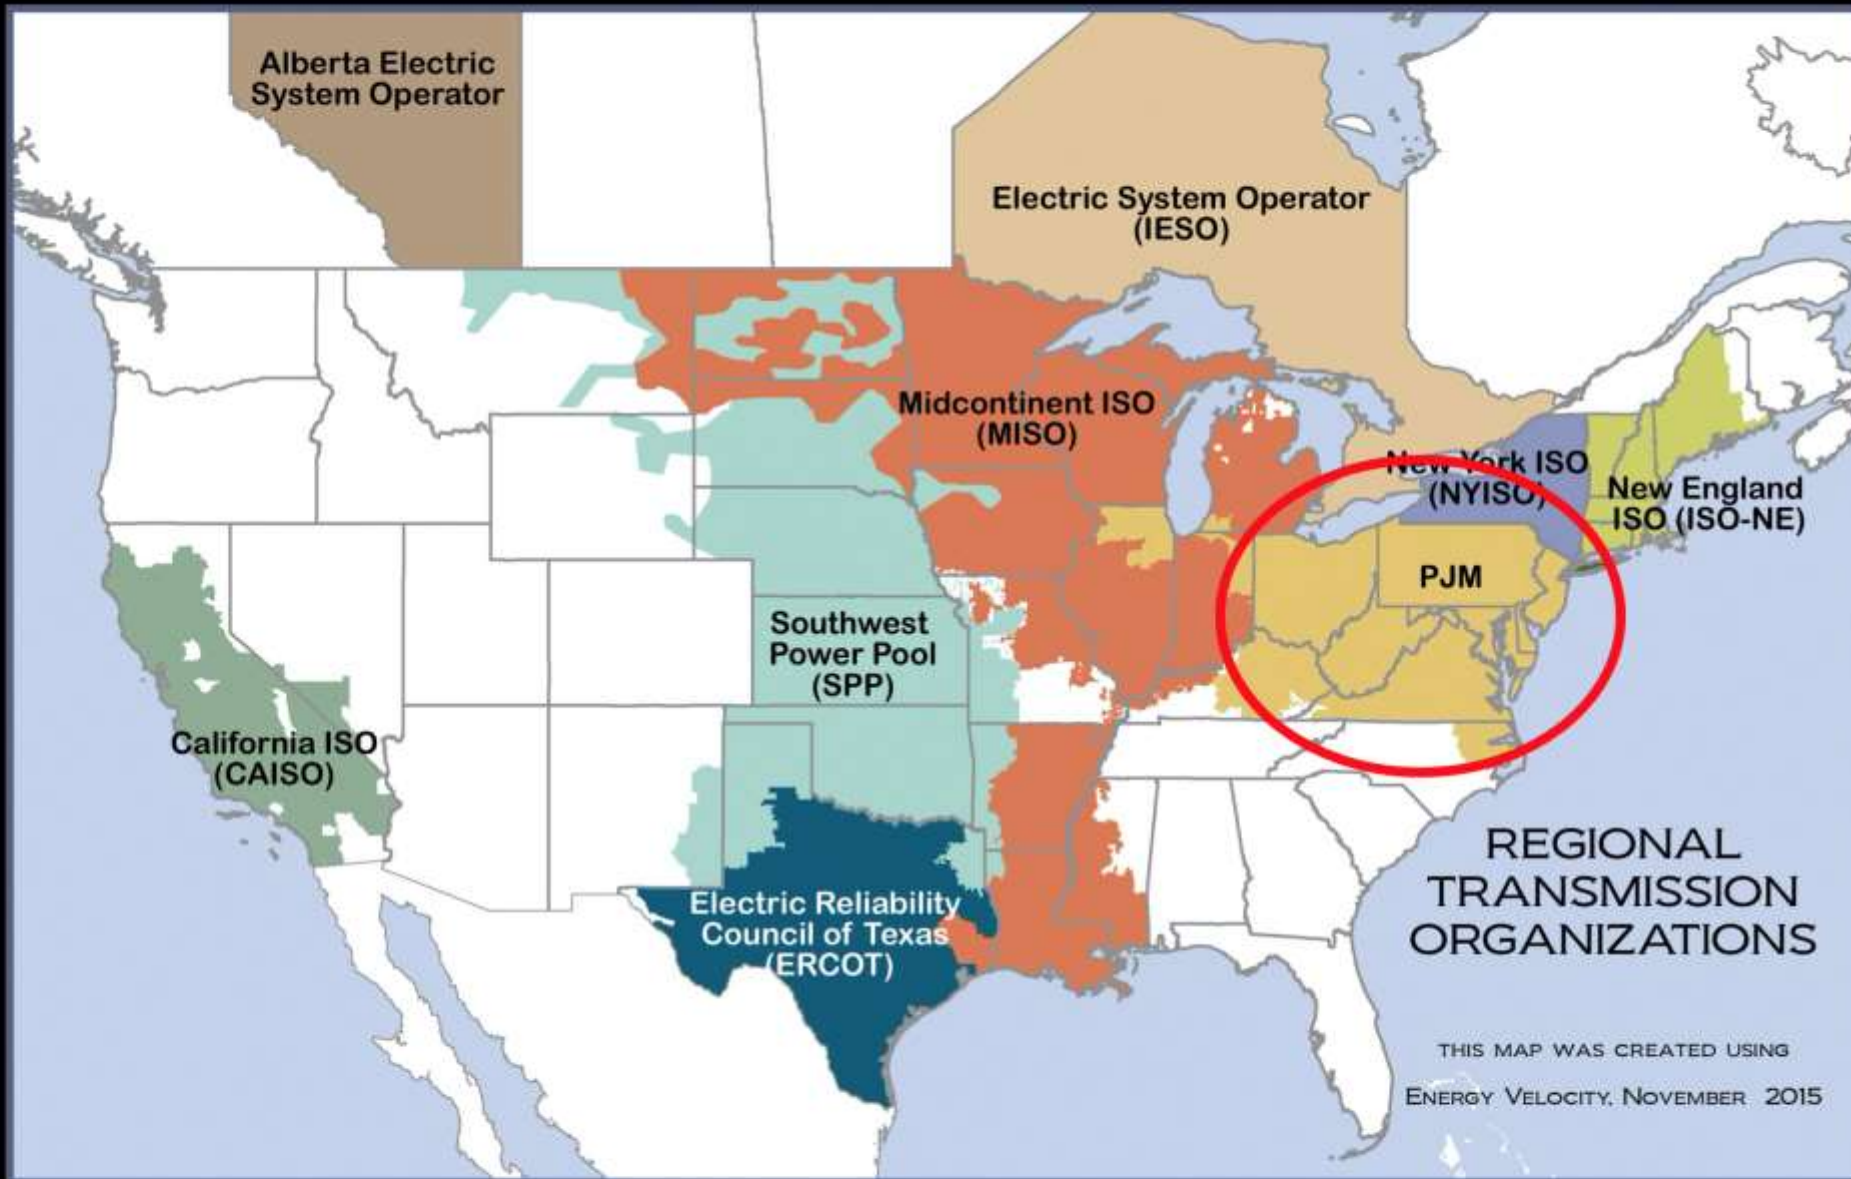 Alberta Electric
System Operator
Electric System Operator
(IESO)
Midcontinent ISO
(MISO)
New York ISO
(NYISO)
New England
ISO (ISO-NE)
PJM
Southwest
Power Pool
(SPP)
California ISO
(CAISO)
Electric Reliability
Council of Texas
(ERCOT)
REGIONAL
TRANSMISSION
ORGANIZATIONS
THIS MAP WAS CREATED USING
ENERGY VELOCITY, NOVEMBER 2015